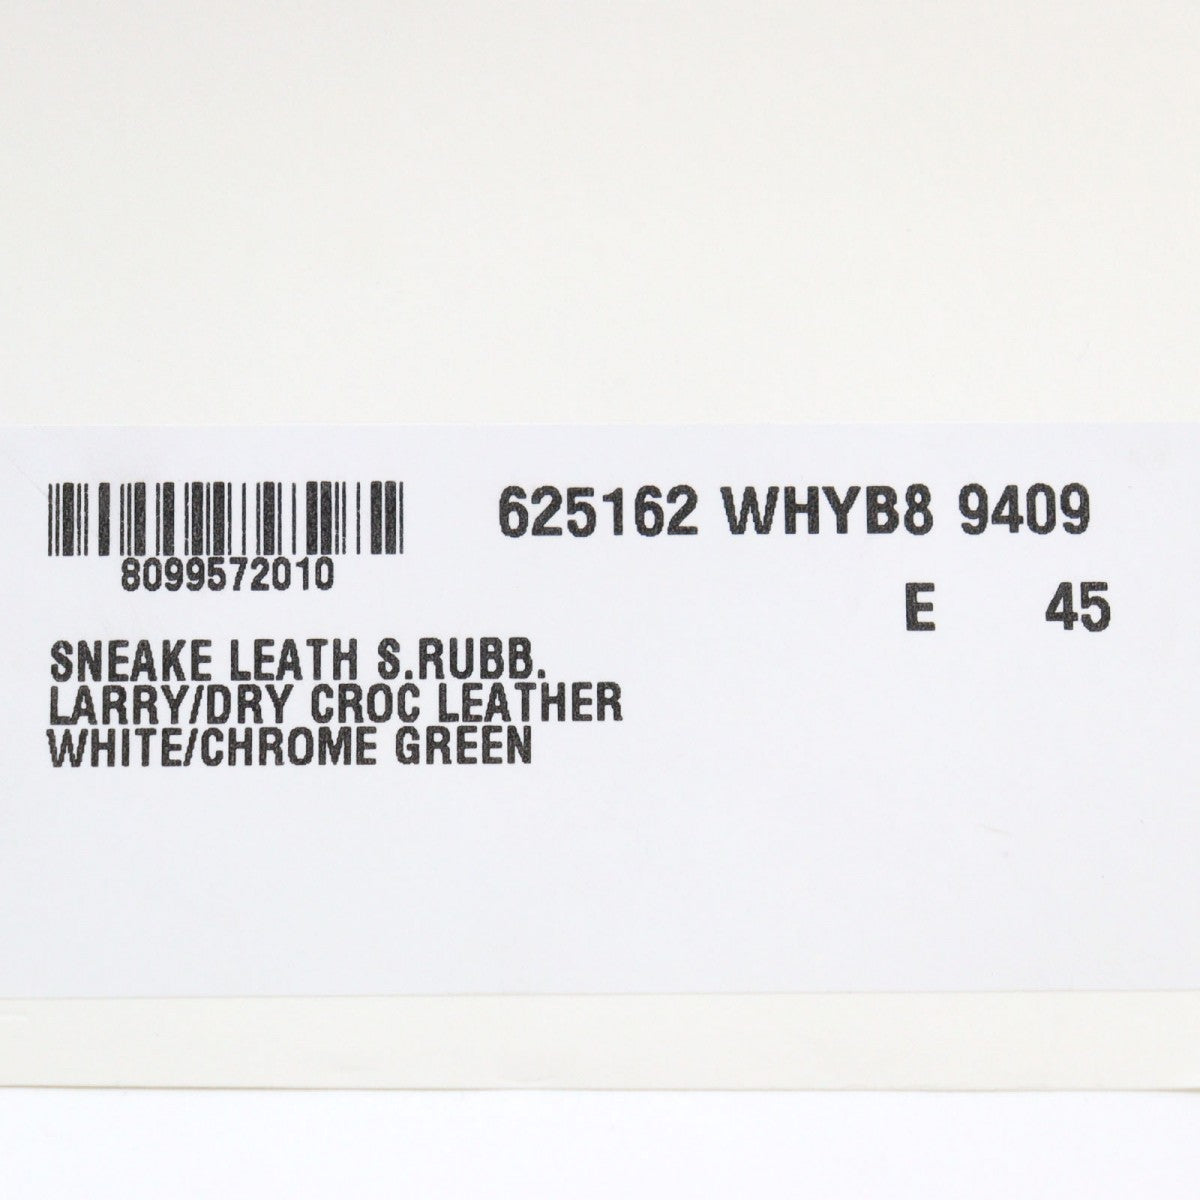 625162 WHYB8 9409
8099572010
E 45
SNEAKE LEATH S.RUBB.
LARRY/DRY CROC LEATHER
WHITE/CHROME GREEN